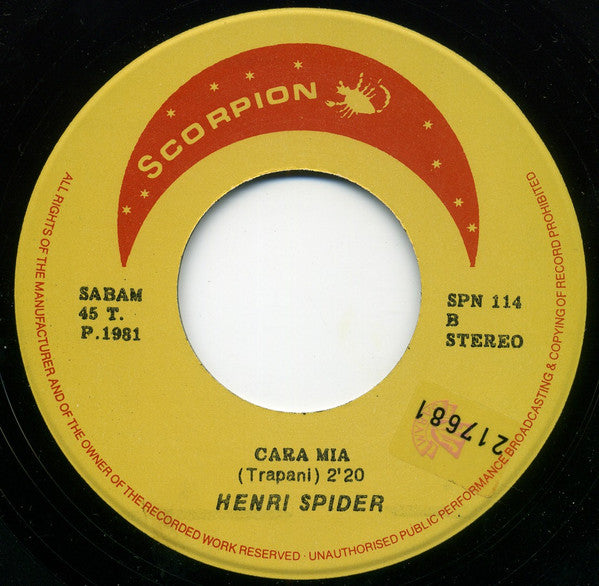 SCORPION
SABAM
45 T.
P.1981
SPN 114
B
STEREO
217681
CARA MIA
(Trapani) 2'20
HENRI SPIDER
ALL RIGHTS OF THE MANUFACTURER AND OF THE OWNER OF THE RECORDED WORK RESERVED · UNAUTHORISED PUBLIC PERFORMANCE BROADCASTING & COPYING OF RECORD PROHIBITED